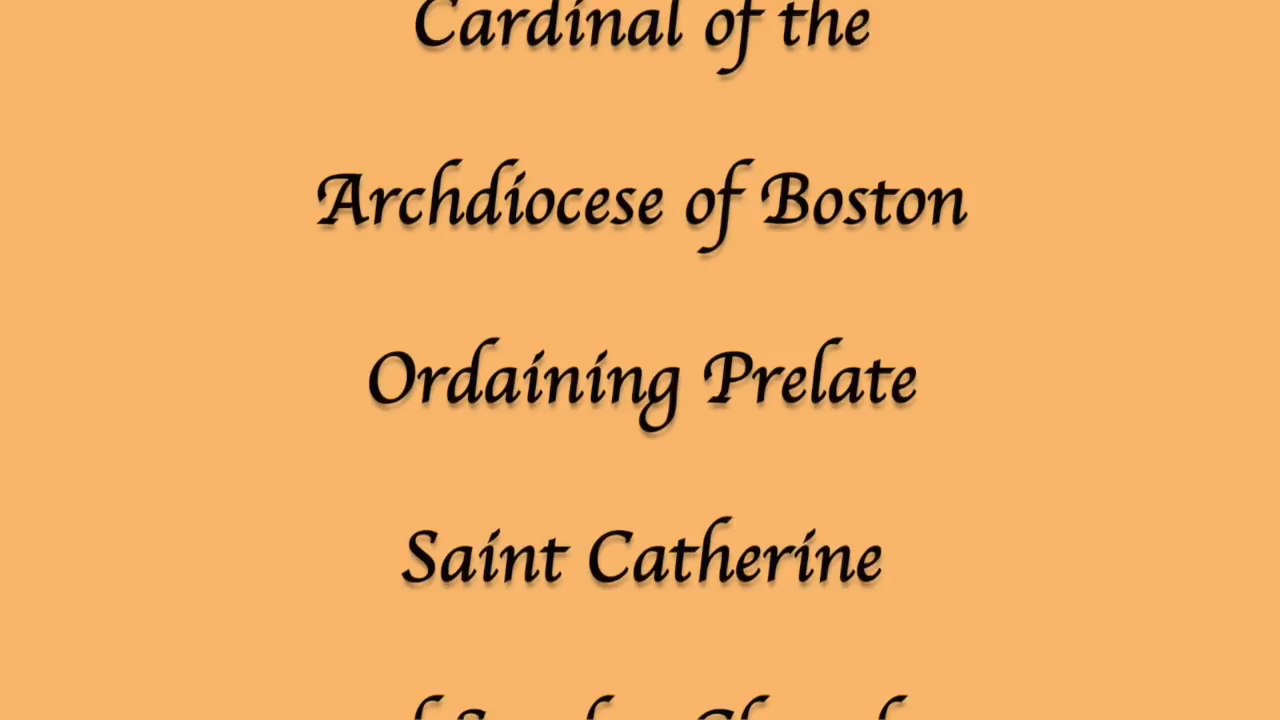 Cardinal of the
Archdiocese of Boston
Ordaining Prelate
Saint Catherine